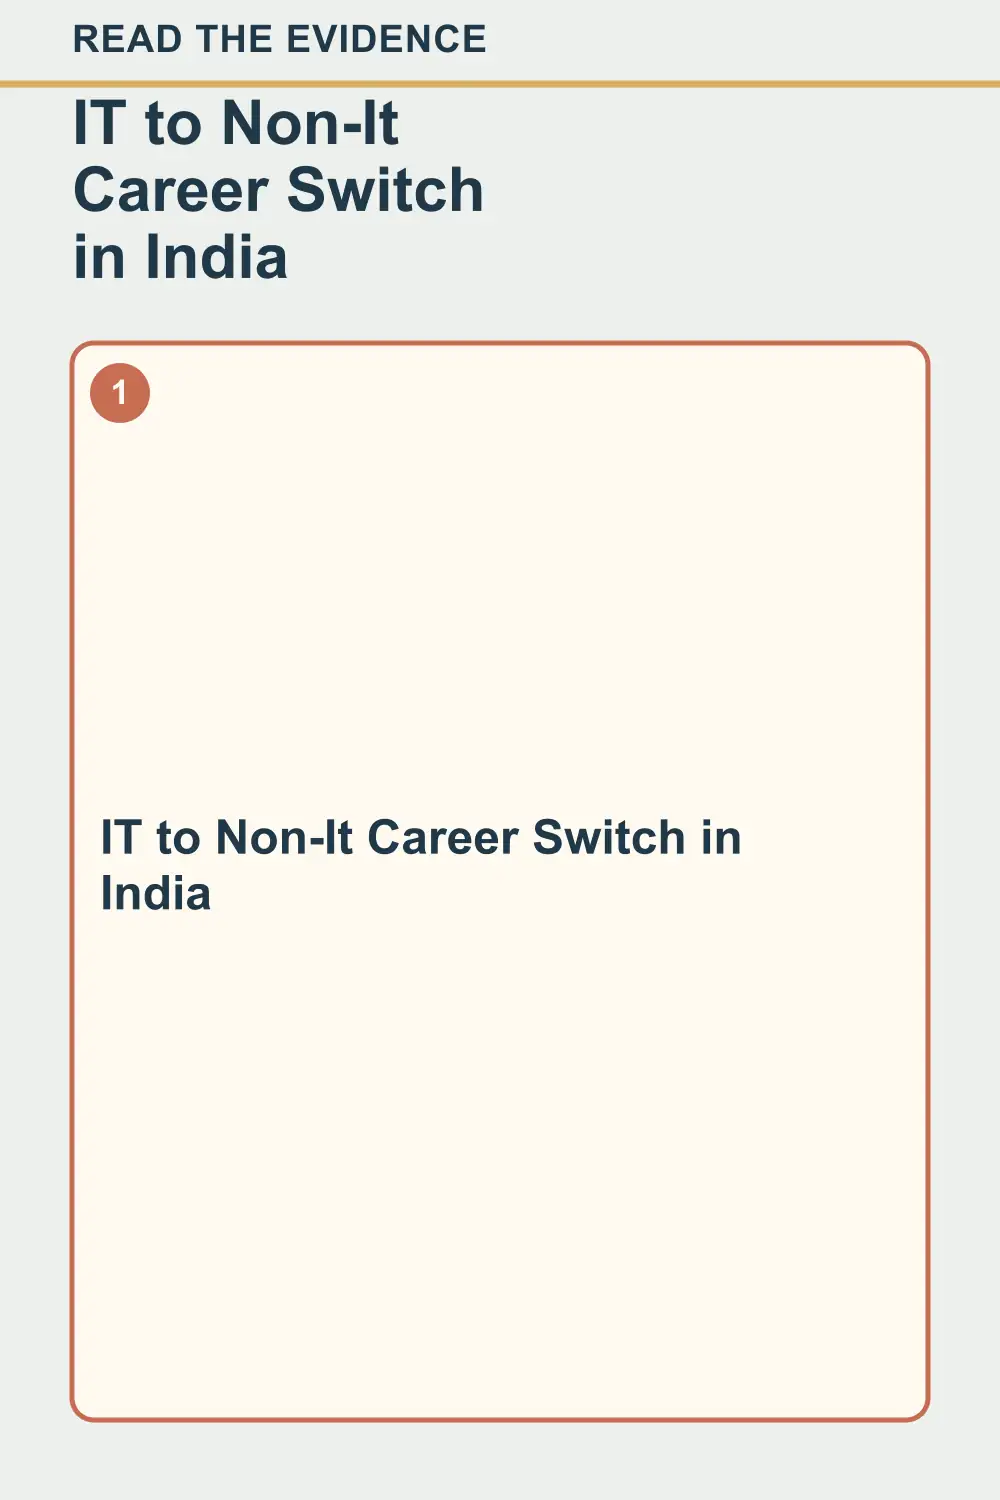 READ THE EVIDENCE
IT to Non-It
Career Switch
in India
1
IT to Non-It Career Switch in
India